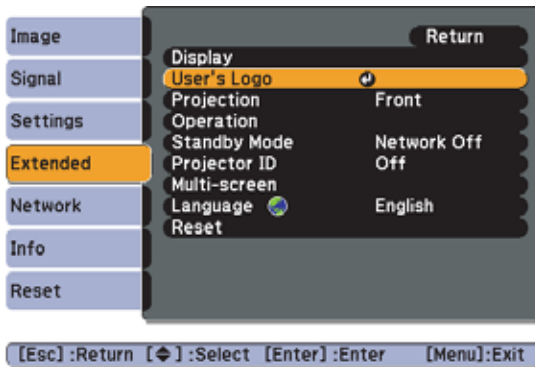 Image
Signal
Settings
Extended
Network
Info
Reset
Return
Display
User's Logo
Projection Front
Operation
Standby Mode Network Off
Projector ID Off
Multi-screen
Language English
Reset
[Esc] :Return [◆] :Select [Enter] :Enter [Menu]:Exit